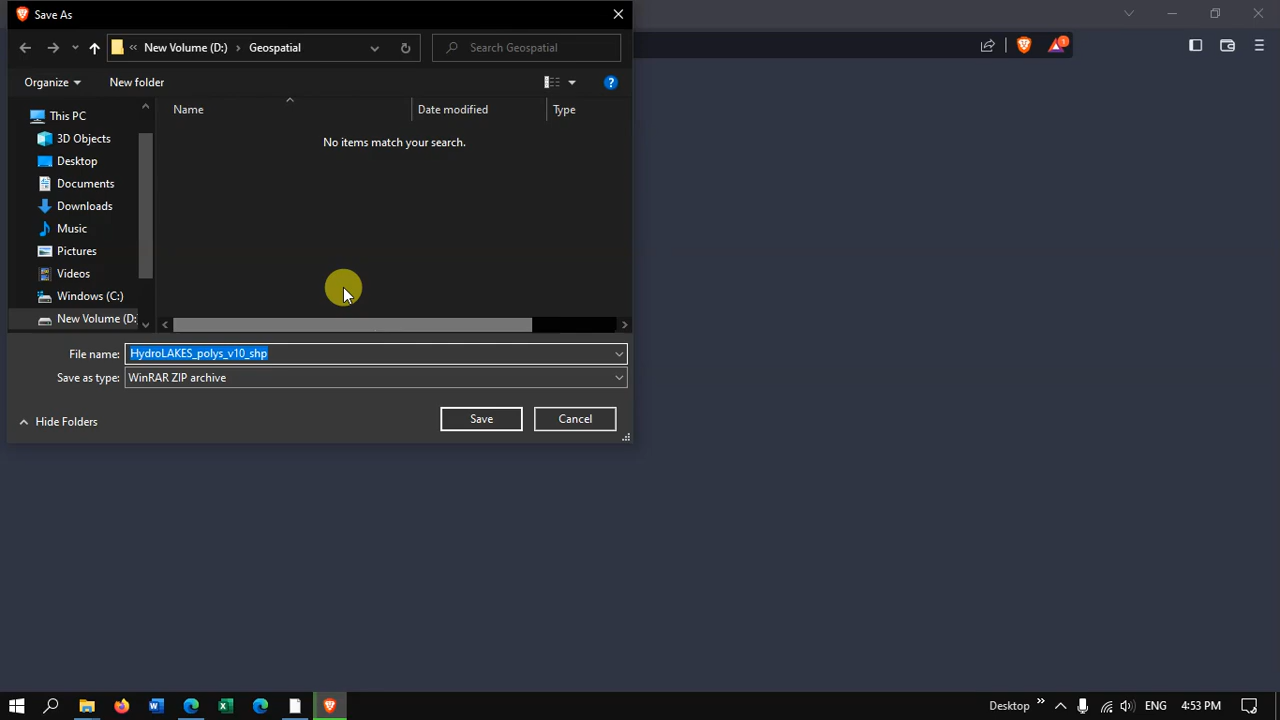 Save As
New Volume (D:) Geospatial
Search Geospatial
Organize New folder
Name Date modified Type
No items match your search.
This PC
3D Objects
Desktop
Documents
Downloads
Music
Pictures
Videos
Windows (C:)
New Volume (D:
File name: HydroLAKES_polys_v10_shp
Save as type: WinRAR ZIP archive
Hide Folders Save Cancel
Desktop ENG 4:53 PM